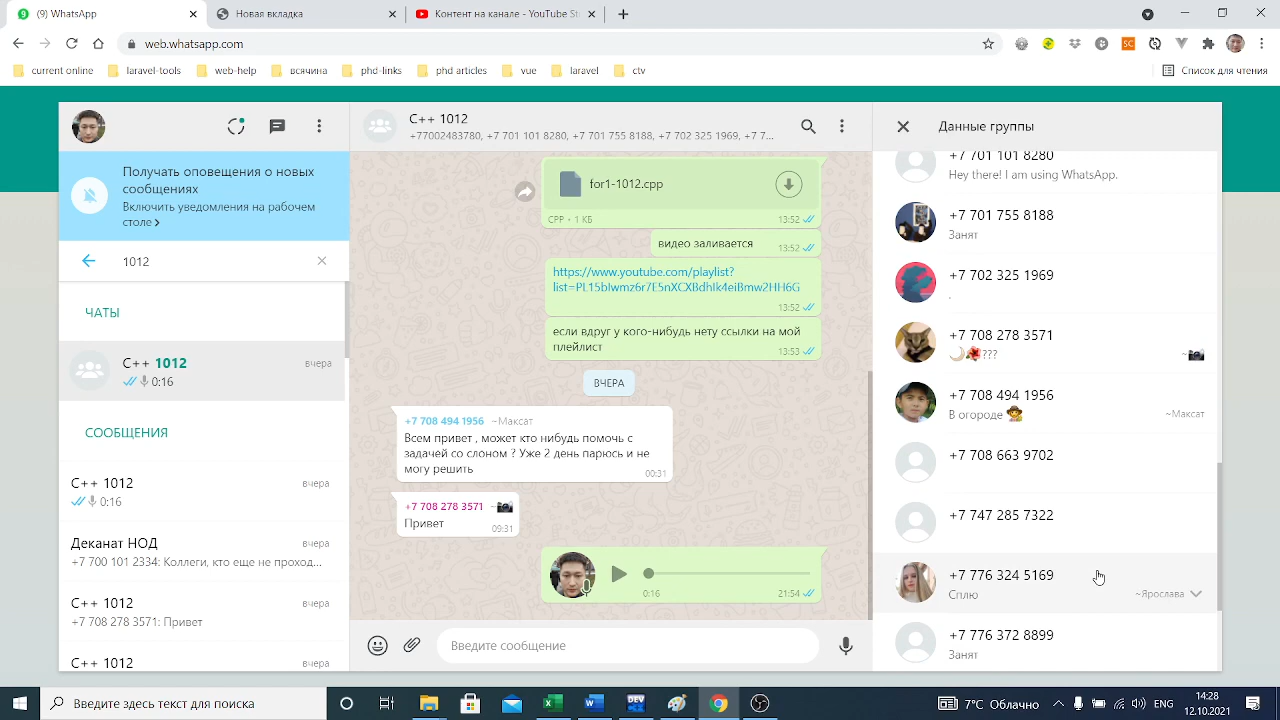 (9) WhatsApp
Новая вкладка
Контент на канале - YouTube St
web.whatsapp.com
current online
laravel-tools
web-help
всячина
phd-links
phd articles
vue
laravel
ctv
Список для чтения
Получать оповещения о новых
сообщениях
Включить уведомления на рабочем
столе >
1012
ЧАТЫ
C++ 1012
вчера
0:16
СООБЩЕНИЯ
C++ 1012
вчера
0:16
Деканат НОД
вчера
+7 700 101 2334: Коллеги, кто еще не проход...
C++ 1012
вчера
+7 708 278 3571: Привет
C++ 1012
вчера
C++ 1012
+77002483780, +7 701 101 8280, +7 701 755 8188, +7 702 325 1969, +7 7...
for1-1012.cpp
CPP • 1 КБ
13:52
видео заливается
13:52
https://www.youtube.com/playlist?
13:52
если вдруг у кого-нибудь нету ссылки на мой
плейлист
13:53
ВЧЕРА
+7 708 494 1956 ~Максат
Всем привет , может кто нибудь помочь с
задачей со слоном ? Уже 2 день парюсь и не
могу решить
00:31
+7 708 278 3571 ~📷
Привет
09:31
0:16
21:54
Введите сообщение
Данные группы
+7 701 101 8280
Hey there! I am using WhatsApp.
+7 701 755 8188
Занят
+7 702 325 1969
.
+7 708 278 3571
🌙🌺???
~📷
+7 708 494 1956
В огороде
~Максат
+7 708 663 9702
+7 747 285 7322
+7 776 324 5169
Сплю
~Ярослава
+7 776 372 8899
Занят
Введите здесь текст для поиска
7°C Облачно
14:28
12.10.2021